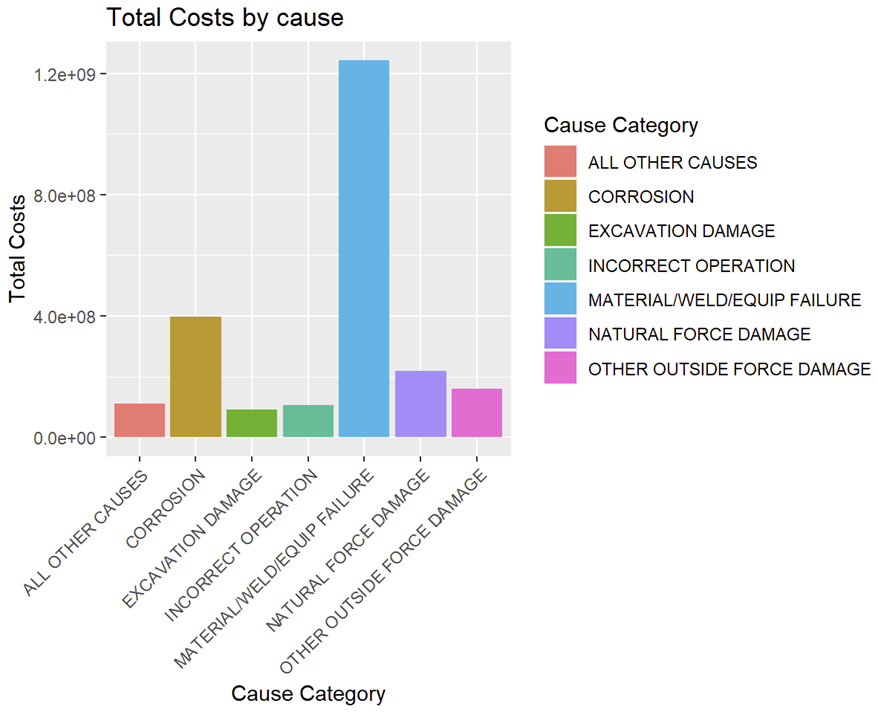 Total Costs by cause
Total Costs
1.2e+09
8.0e+08
4.0e+08
0.0e+00
ALL OTHER CAUSES
CORROSION
EXCAVATION DAMAGE
INCORRECT OPERATION
MATERIAL/WELD/EQUIP FAILURE
NATURAL FORCE DAMAGE
OTHER OUTSIDE FORCE DAMAGE
Cause Category
Cause Category
ALL OTHER CAUSES
CORROSION
EXCAVATION DAMAGE
INCORRECT OPERATION
MATERIAL/WELD/EQUIP FAILURE
NATURAL FORCE DAMAGE
OTHER OUTSIDE FORCE DAMAGE